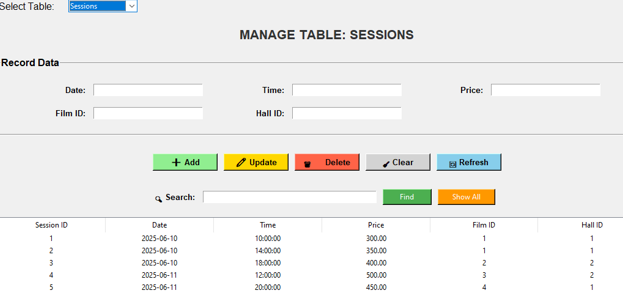 Select Table: Sessions
MANAGE TABLE: SESSIONS
Record Data
Date: Time: Price:
Film ID: Hall ID:
Add Update Delete Clear Refresh
Search: Find Show All
Session ID Date Time Price Film ID Hall ID
1 2025-06-10 10:00:00 300.00 1 1
2 2025-06-10 14:00:00 350.00 1 1
3 2025-06-10 18:00:00 400.00 2 2
4 2025-06-11 12:00:00 500.00 3 2
5 2025-06-11 20:00:00 450.00 4 1